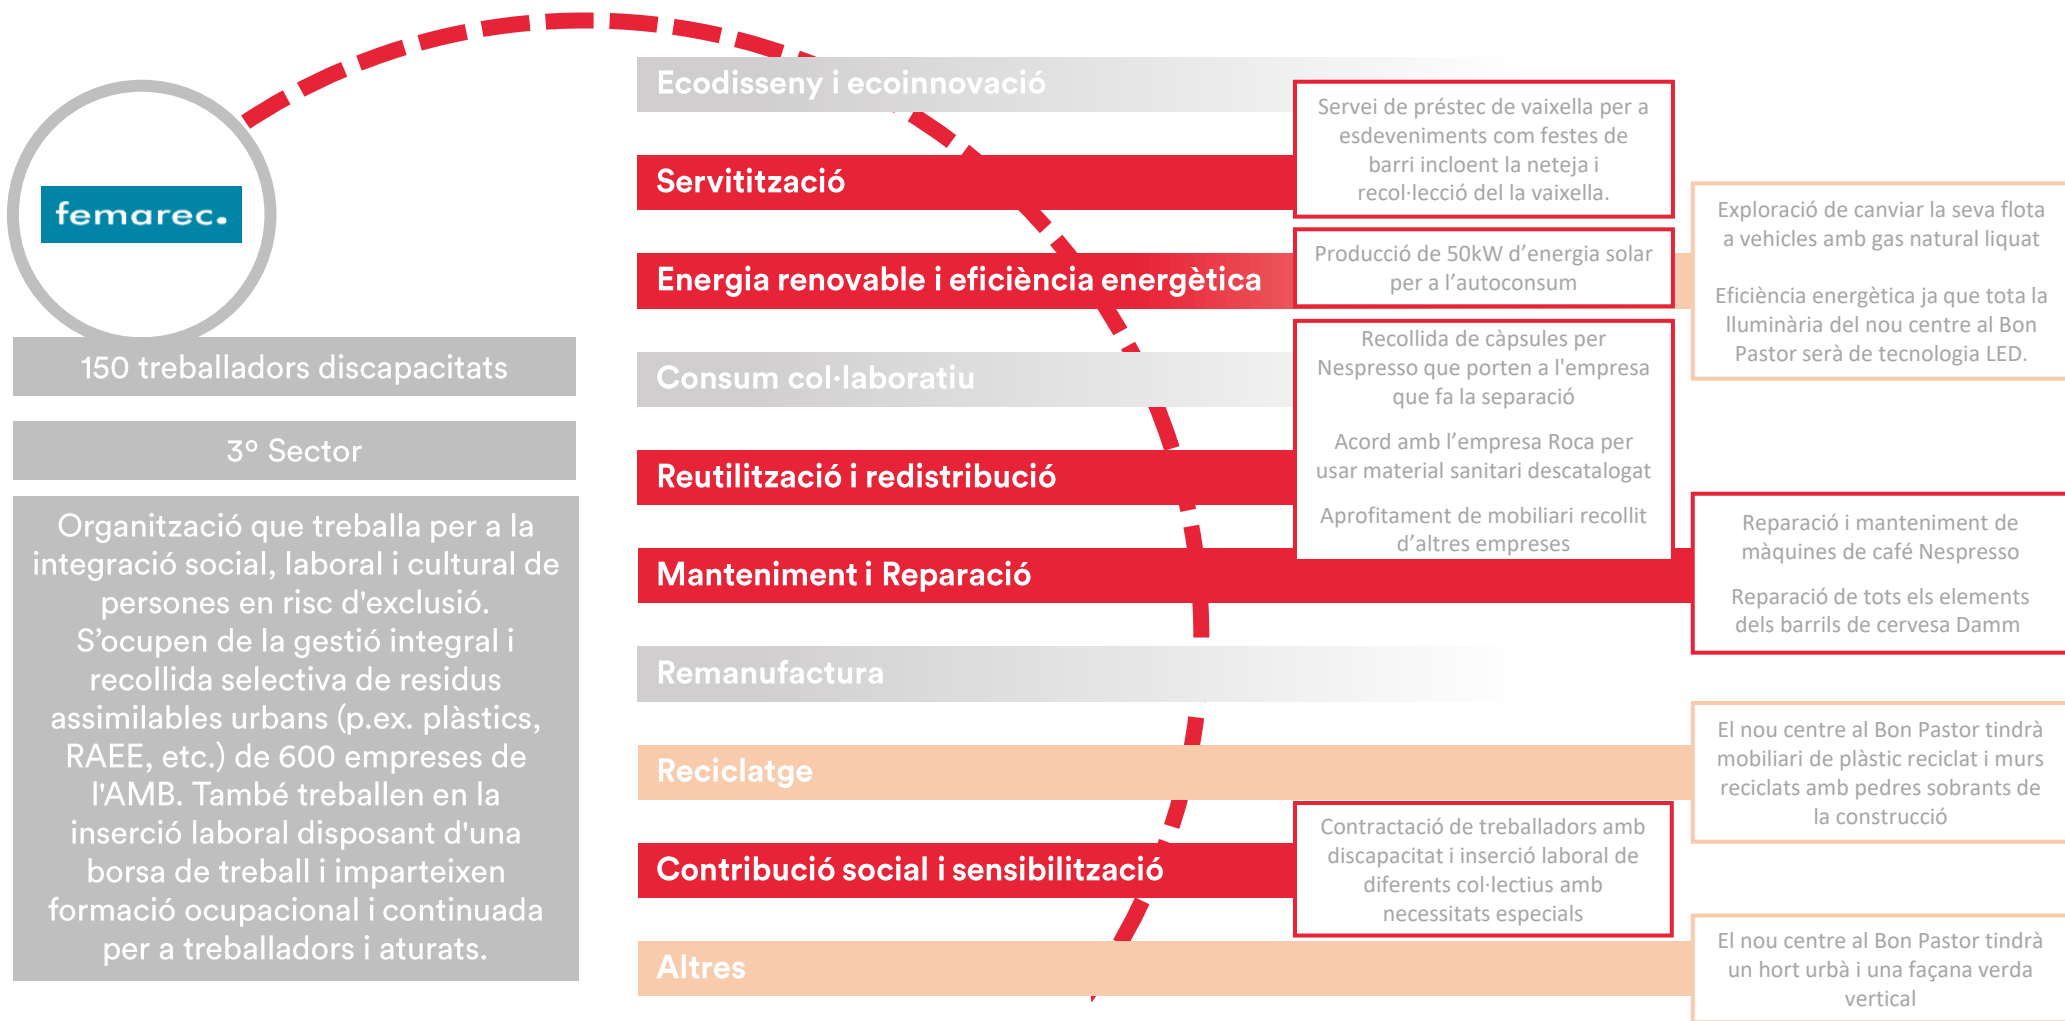 femarec.
150 treballadors discapacitats
3º Sector
Organització que treballa per a la
integració social, laboral i cultural de
persones en risc d'exclusió.
S’ocupen de la gestió integral i
recollida selectiva de residus
assimilables urbans (p.ex. plàstics,
RAEE, etc.) de 600 empreses de
l'AMB. També treballen en la
inserció laboral disposant d'una
borsa de treball i imparteixen
formació ocupacional i continuada
per a treballadors i aturats.
Ecodisseny i ecoinnovació
Servitització
Servei de préstec de vaixella per a
esdeveniments com festes de
barri incloent la neteja i
recol·lecció del la vaixella.
Energia renovable i eficiència energètica
Producció de 50kW d’energia solar
per a l’autoconsum
Exploració de canviar la seva flota
a vehicles amb gas natural liquat
Eficiència energètica ja que tota la
lluminària del nou centre al Bon
Pastor serà de tecnologia LED.
Consum col·laboratiu
Reutilització i redistribució
Recollida de càpsules per
Nespresso que porten a l'empresa
que fa la separació
Acord amb l’empresa Roca per
usar material sanitari descatalogat
Aprofitament de mobiliari recollit
d’altres empreses
Manteniment i Reparació
Reparació i manteniment de
màquines de café Nespresso
Reparació de tots els elements
dels barrils de cervesa Damm
Remanufactura
Reciclatge
El nou centre al Bon Pastor tindrà
mobiliari de plàstic reciclat i murs
reciclats amb pedres sobrants de
la construcció
Contribució social i sensibilització
Contractació de treballadors amb
discapacitat i inserció laboral de
diferents col·lectius amb
necessitats especials
Altres
El nou centre al Bon Pastor tindrà
un hort urbà i una façana verda
vertical